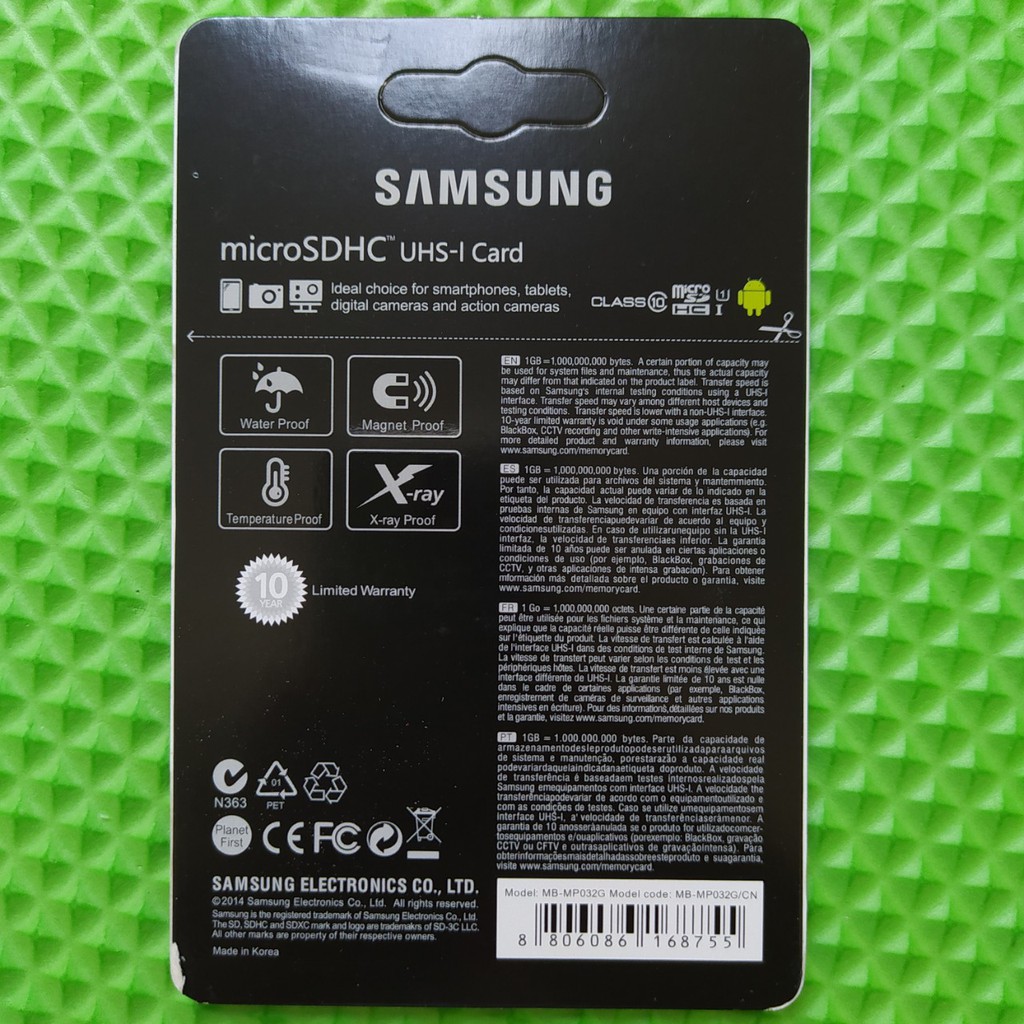 SAMSUNG
microSDHC™ UHS-I Card
Ideal choice for smartphones, tablets,
digital cameras and action cameras
CLASS 10 micro SD HC I U1
Water Proof
Magnet Proof
Temperature Proof
X-ray
X-ray Proof
10
YEAR
Limited Warranty
EN 1GB=1.000,000,000 bytes. A certain portion of capacity may
be used for system files and maintenance, thus the actual capacity
may differ from that indicated on the product label. Transfer speed is
based on Samsung's internal testing conditions using a UHS-I
interface. Transfer speed may vary among different host devices and
testing conditions. Transfer speed is lower with a non-UHS-I interface.
10-year limited warranty is void under some usage applications (e.g.
BlackBox, CCTV recording and other write-intensive applications). For
more detailed product and warranty information, please visit
www.samsung.com/memorycard.
ES 1GB = 1,000,000,000 bytes. Una porción de la capacidad
puede ser utilizada para archivos del sistema y mantemmiento.
Por tanto, la capacidad actual puede variar de lo indicado en la
etiqueta del producto. La velocidad de transferencia es basada en
pruebas internas de Samsung en equipo con interfaz UHS-I. La
velocidad de transferenciapuedevariar de acuerdo al equipo y
condicionesutilizadas. En caso de utilizarunequipo sin la UHS-I
interfaz, la velocidad de transferenciaes inferior. La garantia
limitada de 10 años puede ser anulada en ciertas aplicaciones o
condiciones de uso (por ejemplo, BlackBox, grabaciones de
CCTV, y otras aplicaciones de intensa grabacion). Para obtener
mformación más detallada sobre el producto o garantia, visite
www.samsung.com/memorycard.
FR 1 Go = 1,000,000,000 octets. Une certaine partie de la capacité
peut être utilisée pour les fichiers système et la maintenance, ce qui
explique que la capacité réelle puisse être différente de celle indiquée
sur l'étiquette du produit. La vitesse de transfert est calculée à l'aide
de l'interface UHS-I dans des conditions de test interne de Samsung.
La vitesse de transtert peut varier selon les conditions de test et les
périphériques hôtes. La vitesse de transfert est moins élevée avec une
interface différente de UHS-I. La garantie limitée de 10 ans est nulle
dans le cadre de certaines applications (par exemple, BlackBox,
enregistrement de caméras de surveillance et autres applications
intensives en écriture). Pour des informations,détaillées sur nos produits
et la garantie, visitez www.samsung.com/memorycard.
PT 1GB = 1.000.000.000 bytes. Parte da capacidade de
armazenamentodesleprodutopodeserutilizadaparaarquivos
de sistema e manutenção, porestarazão a capacidade real
podevariardaquelaindicadanaetiqueta doproduto. A velocidade
de transferência é baseadaem testes internosrealizadospela
Samsung emequipamentos com interface UHS-I. A velocidade the
transferênciapodevariar de acordo com o equipamentoutilizado e
com as condições de testes. Caso se utilize umequipamentosem
interface UHS-I, a' velocidade de transferênciaserámenor. A
garantia de 10 anosseránulada se o produto for utilizadocomcer-
tosequipamentos e/ouaplicativos (porexemplo: BlackBox, gravação
CCTV ou CFTV e outrasaplicativos de gravaçãointensa). Para
obterinformaçõesmaisdetalhadassobreesteproduto e suagarantia,
visite www.samsung.com/memorycard.
N363
01
PET
Planet
First
CE FC
SAMSUNG ELECTRONICS CO., LTD.
©2014 Samsung Electronics Co., Ltd. All rights reserved.
Samsung is the registered trademark of Samsung Electronics Co., Ltd.
The SD, SDHC and SDXC mark and logo are trademakrs of SD-3C LLC.
All other marks are property of their respective owners.
Made in Korea
Model: MB-MP032G Model code: MB-MP032G/CN
8 806086 168755